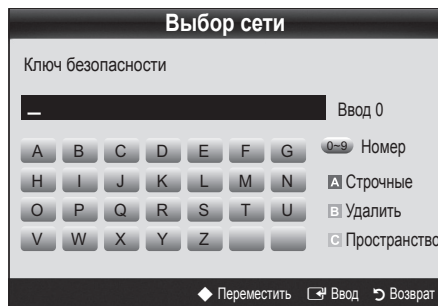 Выбор сети
Ключ безопасности
_ Ввод 0
A B C D E F G 0~9 Номер
H I J K L M N A Строчные
O P Q R S T U B Удалить
V W X Y Z C Пространство
Переместить Ввод Возврат